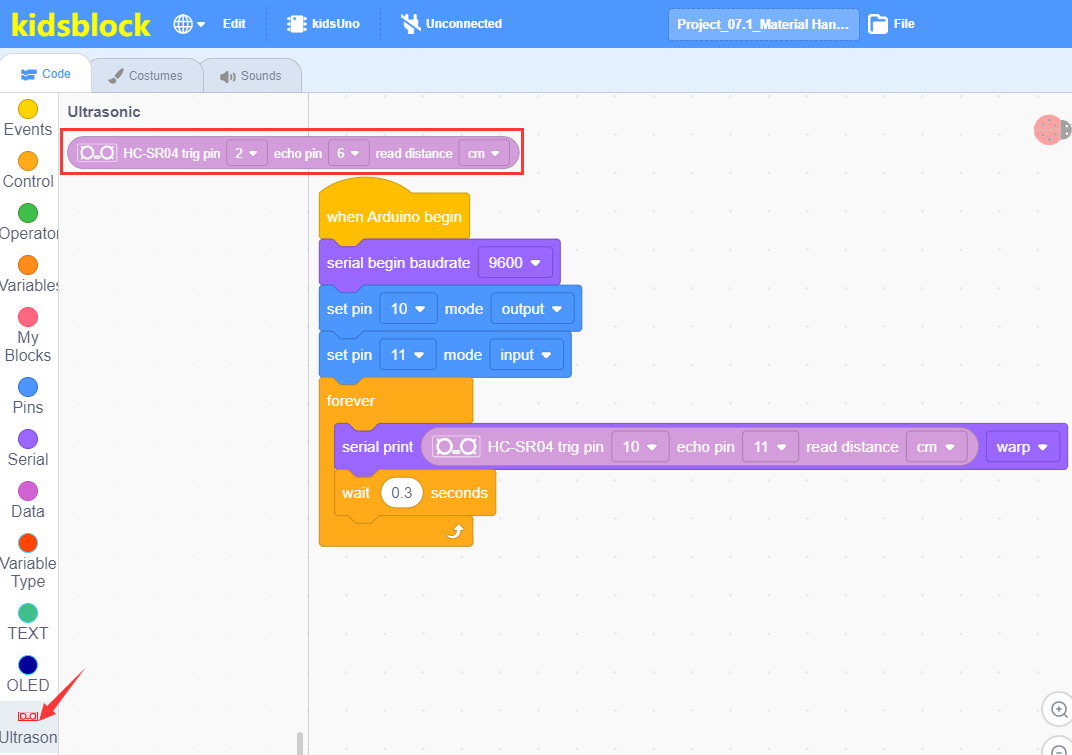 kidsblock Edit kidsUno Unconnected Project_07.1_Material Han... File
Code Costumes Sounds
Events
Control
Operator
Variables
My
Blocks
Pins
Serial
Data
Variable
Type
TEXT
OLED
Ultrason
Ultrasonic
HC-SR04 trig pin 2 echo pin 6 read distance cm
when Arduino begin
serial begin baudrate 9600
set pin 10 mode output
set pin 11 mode input
forever
serial print HC-SR04 trig pin 10 echo pin 11 read distance cm warp
wait 0.3 seconds